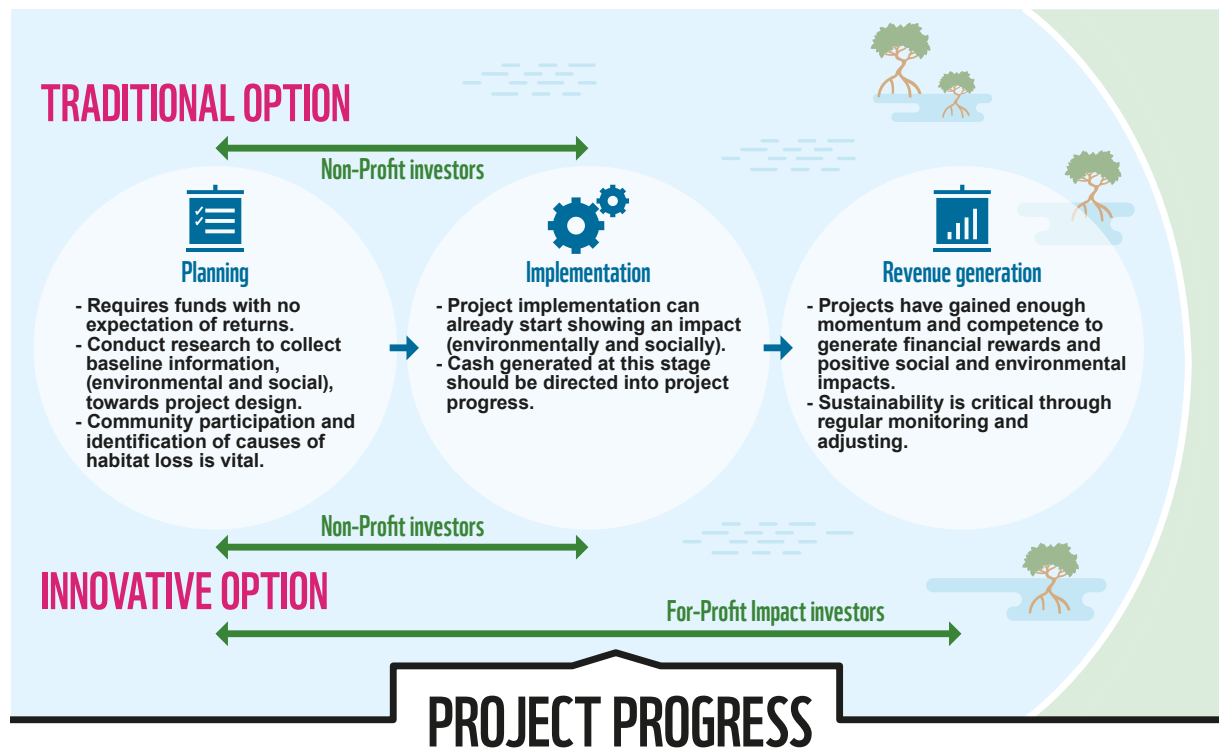 TRADITIONAL OPTION
Non-Profit investors
Planning
- Requires funds with no
expectation of returns.
- Conduct research to collect
baseline information,
(environmental and social),
towards project design.
- Community participation and
identification of causes of
habitat loss is vital.
Implementation
- Project implementation can
already start showing an impact
(environmentally and socially).
- Cash generated at this stage
should be directed into project
progress.
Revenue generation
- Projects have gained enough
momentum and competence to
generate financial rewards and
positive social and environmental
impacts.
- Sustainability is critical through
regular monitoring and
adjusting.
Non-Profit investors
INNOVATIVE OPTION
For-Profit Impact investors
PROJECT PROGRESS